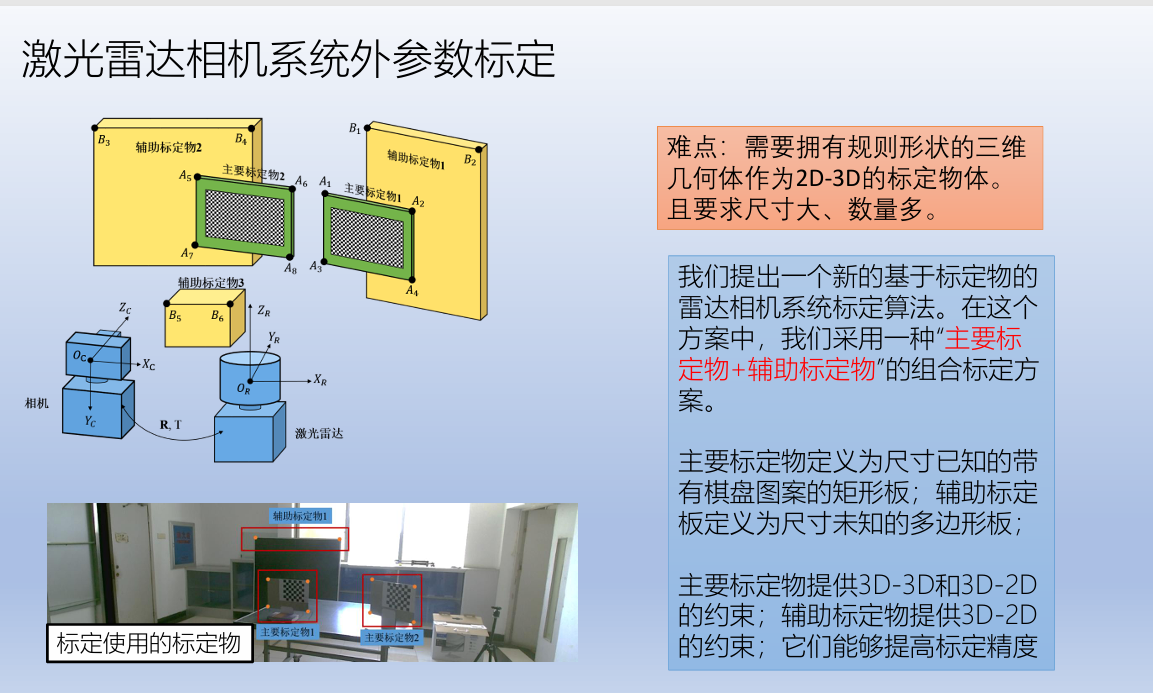 激光雷达相机系统外参数标定
B₃
B₄
辅助标定物2
A₅
主要标定物2
A₆
A₇
A₈
B₁
B₂
辅助标定物1
A₁
主要标定物1
A₂
A₃
A₄
辅助标定物3
B₅
B₆
Z_C
O_C
X_C
Y_C
相机
R, T
Z_R
Y_R
X_R
O_R
激光雷达
辅助标定物1
主要标定物1
主要标定物2
标定使用的标定物
难点：需要拥有规则形状的三维
几何体作为2D-3D的标定物体。
且要求尺寸大、数量多。
我们提出一个新的基于标定物的
雷达相机系统标定算法。在这个
方案中，我们采用一种“主要标
定物+辅助标定物”的组合标定方
案。
主要标定物定义为尺寸已知的带
有棋盘图案的矩形板；辅助标定
板定义为尺寸未知的多边形板；
主要标定物提供3D-3D和3D-2D
的约束；辅助标定物提供3D-2D
的约束；它们能够提高标定精度